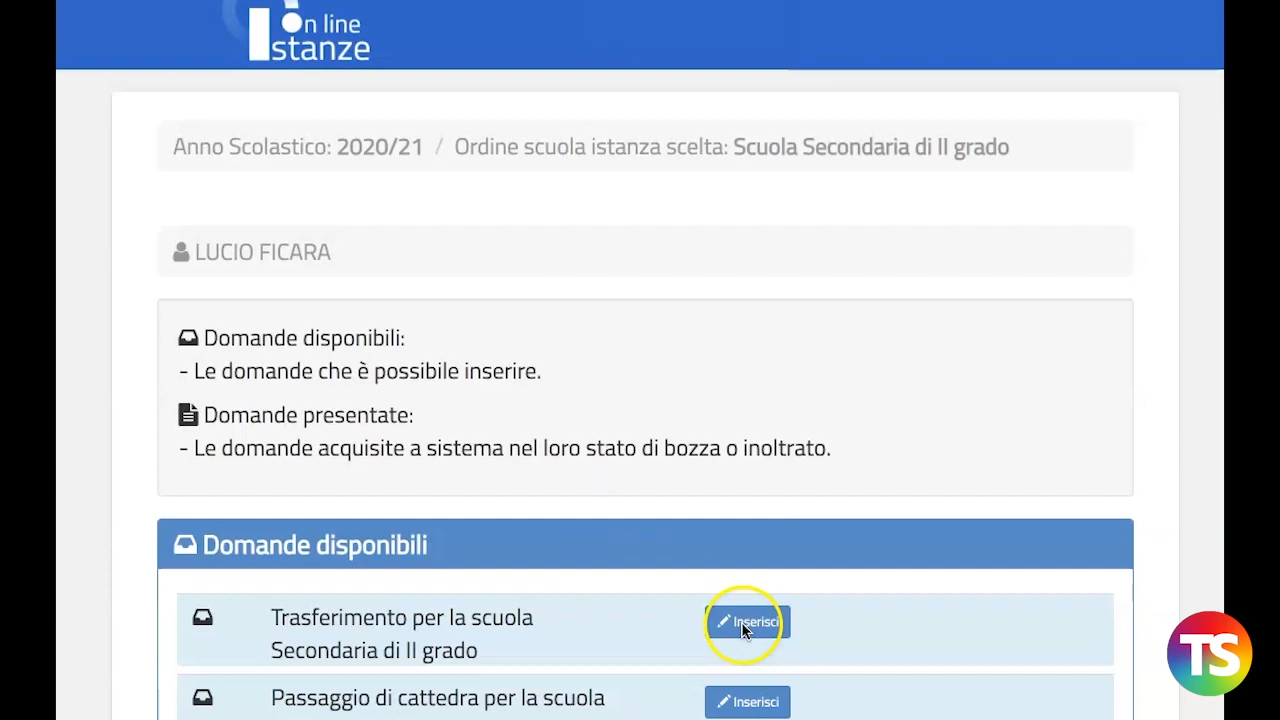 on line
Istanze
Anno Scolastico: 2020/21 / Ordine scuola istanza scelta: Scuola Secondaria di II grado
LUCIO FICARA
Domande disponibili:
- Le domande che è possibile inserire.
Domande presentate:
- Le domande acquisite a sistema nel loro stato di bozza o inoltrato.
Domande disponibili
Trasferimento per la scuola
Secondaria di II grado
Inserisci
Passaggio di cattedra per la scuola
Inserisci
TS